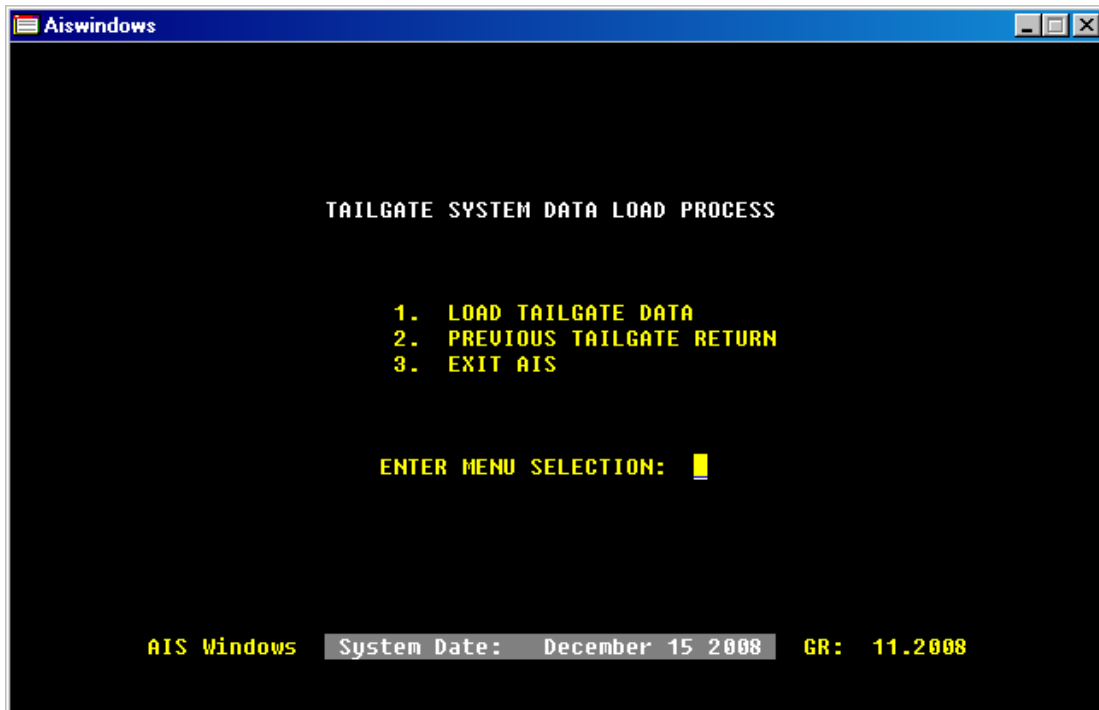 Aiswindows
TAILGATE SYSTEM DATA LOAD PROCESS
1. LOAD TAILGATE DATA
2. PREVIOUS TAILGATE RETURN
3. EXIT AIS
ENTER MENU SELECTION:
AIS Windows System Date: December 15 2008 GR: 11.2008